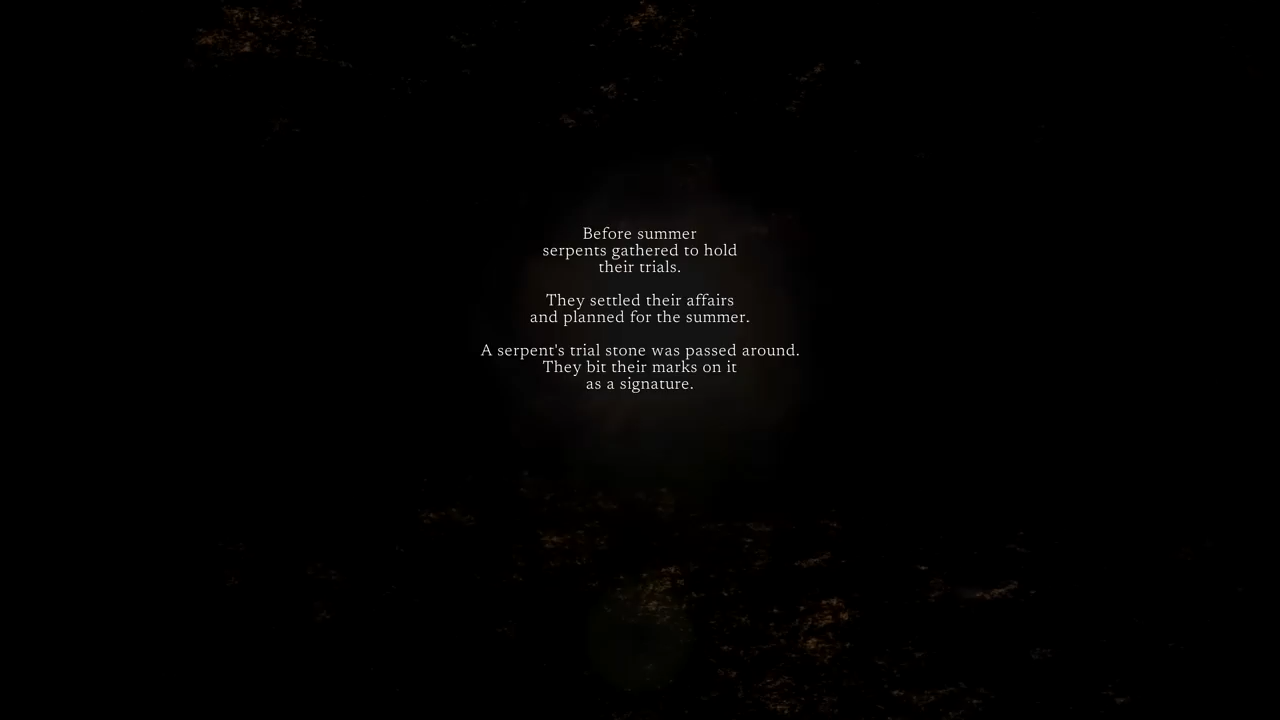 Before summer
serpents gathered to hold
their trials.
They settled their affairs
and planned for the summer.
A serpent's trial stone was passed around.
They bit their marks on it
as a signature.